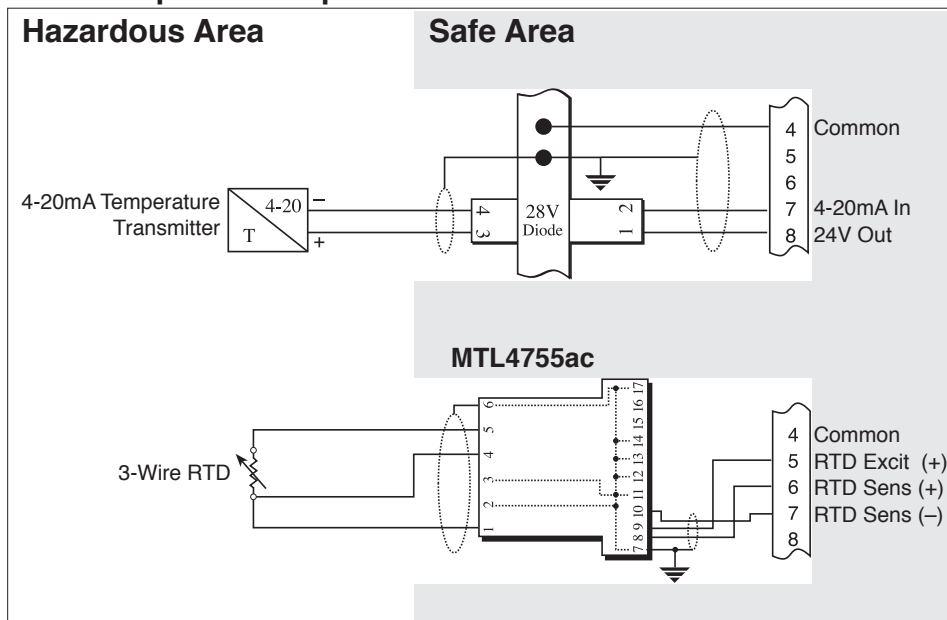 Hazardous Area
Safe Area
4 Common
5
6
7 4-20mA In
8 24V Out
4-20mA Temperature
Transmitter
4-20
T
–
+
4
3
28V
Diode
2
1
MTL4755ac
3-Wire RTD
6
5
4
3
2
1
17
16
15
14
13
12
11
10
9
8
7
4 Common
5 RTD Excit (+)
6 RTD Sens (+)
7 RTD Sens (–)
8